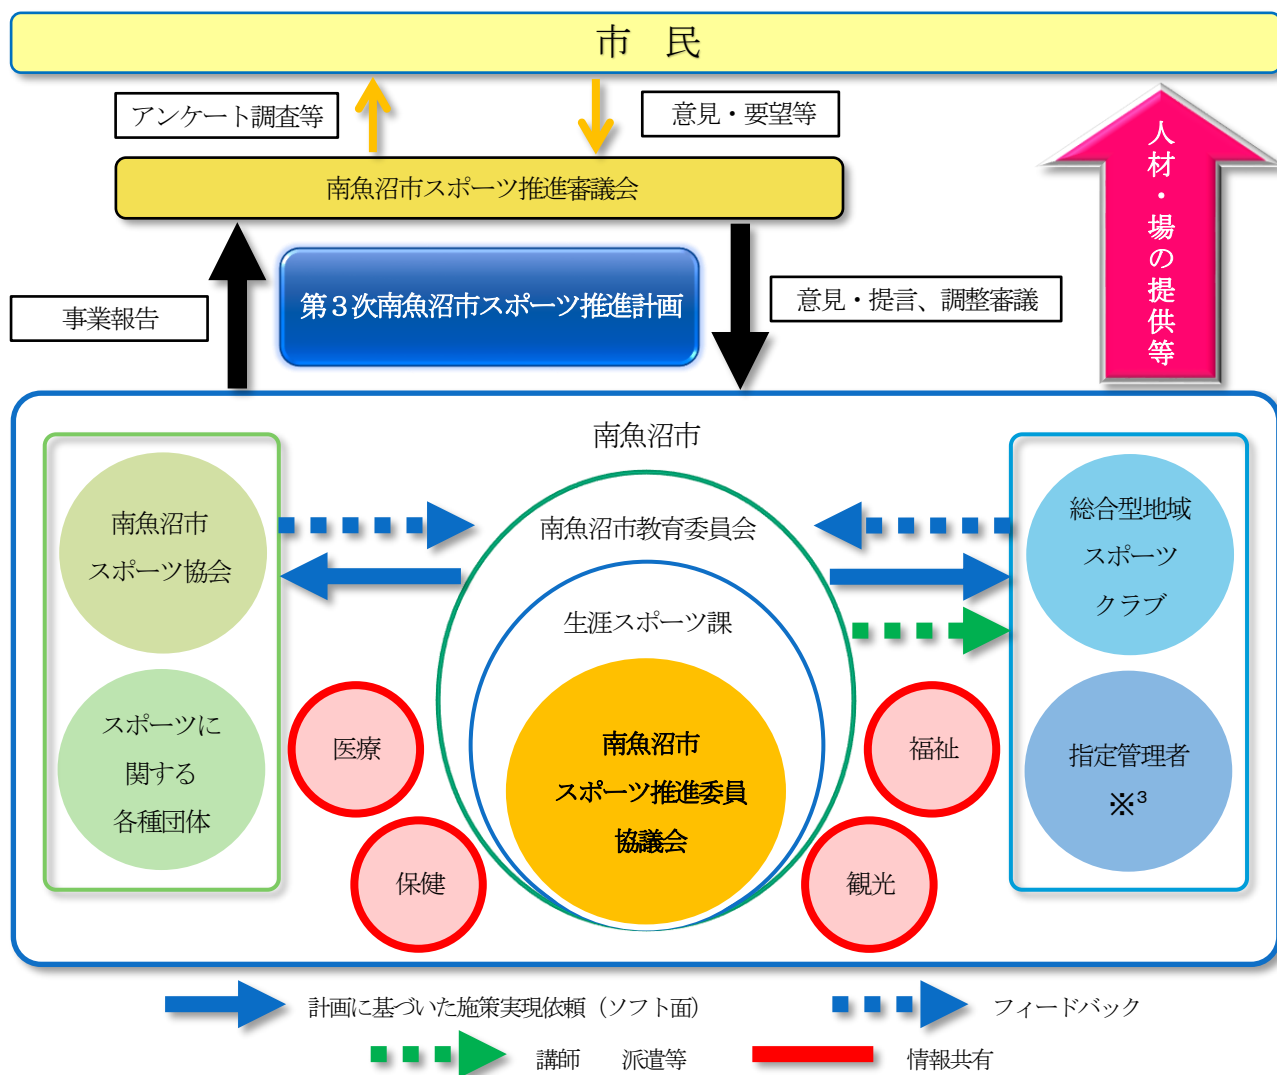 市　民
アンケート調査等
意見・要望等
人材・場の提供等
南魚沼市スポーツ推進審議会
第３次南魚沼市スポーツ推進計画
事業報告
意見・提言、調整審議
南魚沼市
南魚沼市
スポーツ協会
南魚沼市教育委員会
総合型地域
スポーツ
クラブ
生涯スポーツ課
スポーツに
関する
各種団体
医療
保健
南魚沼市
スポーツ推進委員
協議会
福祉
観光
指定管理者
※³
計画に基づいた施策実現依頼（ソフト面）
フィードバック
講師　　派遣等
情報共有